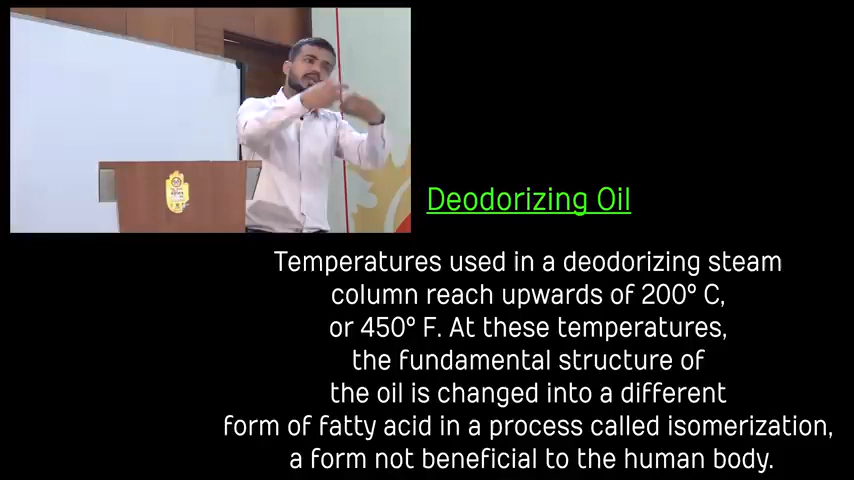 Deodorizing Oil
Temperatures used in a deodorizing steam
column reach upwards of 200° C,
or 450° F. At these temperatures,
the fundamental structure of
the oil is changed into a different
form of fatty acid in a process called isomerization,
a form not beneficial to the human body.